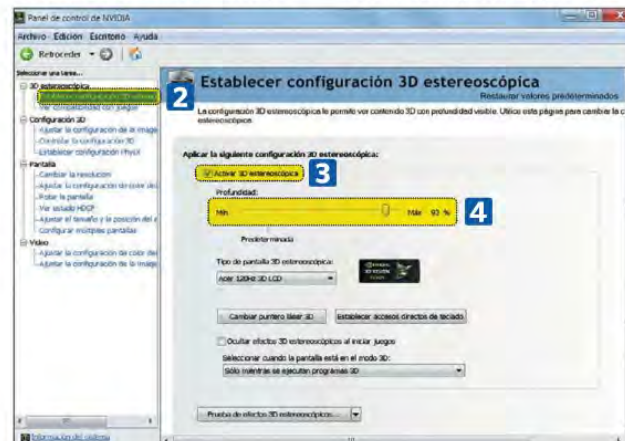 Panel de control de NVIDIA
Archivo Edición Escritorio Ayuda
Retroceder
Seleccionar una tarea...
3D estereoscópica
Establecer configuración 3D estereos
Ver compatibilidad con juegos
Configuración 3D
Ajustar la configuración de la image
Controlar la configuración 3D
Establecer configuración PhysX
Pantalla
Cambiar la resolución
Ajustar la configuración de color del
Rotar la pantalla
Ver estado HDCP
Ajustar el tamaño y la posición del e
Configurar múltiples pantallas
Vídeo
Ajustar la configuración de color del
Ajustar la configuración de la image
Información del sistema
2
Establecer configuración 3D estereoscópica
Restaurar valores predeterminados
La configuración 3D estereoscópica le permite ver contenido 3D con profundidad visible. Utilice esta página para cambiar la c
estereoscópica.
Aplicar la siguiente configuración 3D estereoscópica:
Activar 3D estereoscópica
3
Profundidad:
Mín Máx 93 %
4
Predeterminada
Tipo de pantalla 3D estereoscópica:
Acer 120Hz 3D LCD
Cambiar puntero láser 3D
Establecer accesos directos de teclado
Ocultar efectos 3D estereoscópicos al iniciar juegos
Seleccionar cuando la pantalla está en el modo 3D:
Sólo mientras se ejecutan programas 3D
Prueba de efectos 3D estereoscópicos...